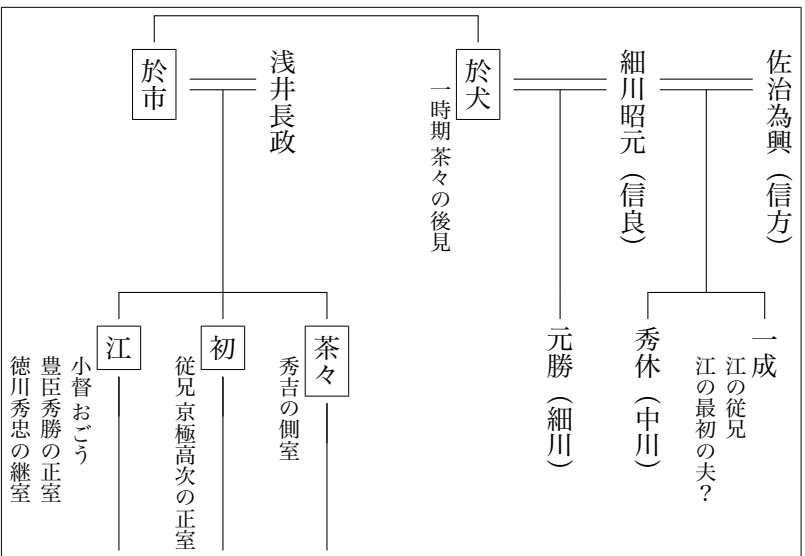 佐治為興（信方）
細川昭元（信良）
於犬
一時期 茶々の後見
浅井長政
於市
一成
江の従兄
江の最初の夫？
秀休（中川）
元勝（細川）
茶々
秀吉の側室
初
従兄 京極高次の正室
江
小督 おごう
豊臣秀勝の正室
徳川秀忠の継室